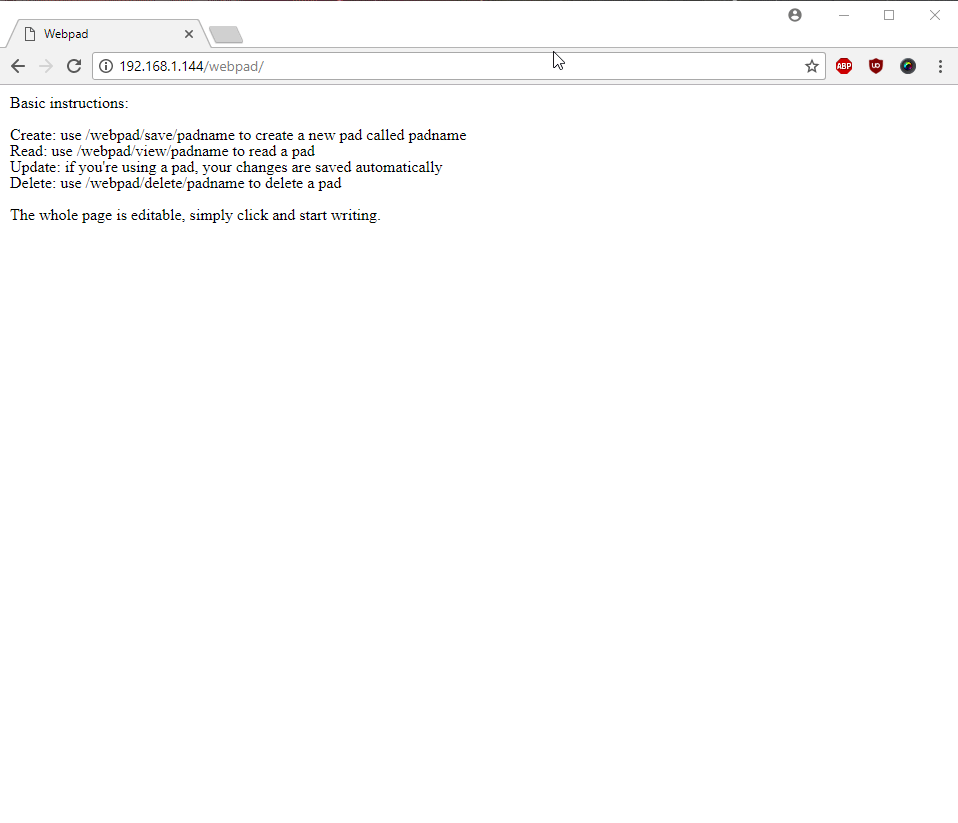 Webpad
192.168.1.144/webpad/
ABP
Basic instructions:
Create: use /webpad/save/padname to create a new pad called padname
Read: use /webpad/view/padname to read a pad
Update: if you're using a pad, your changes are saved automatically
Delete: use /webpad/delete/padname to delete a pad
The whole page is editable, simply click and start writing.